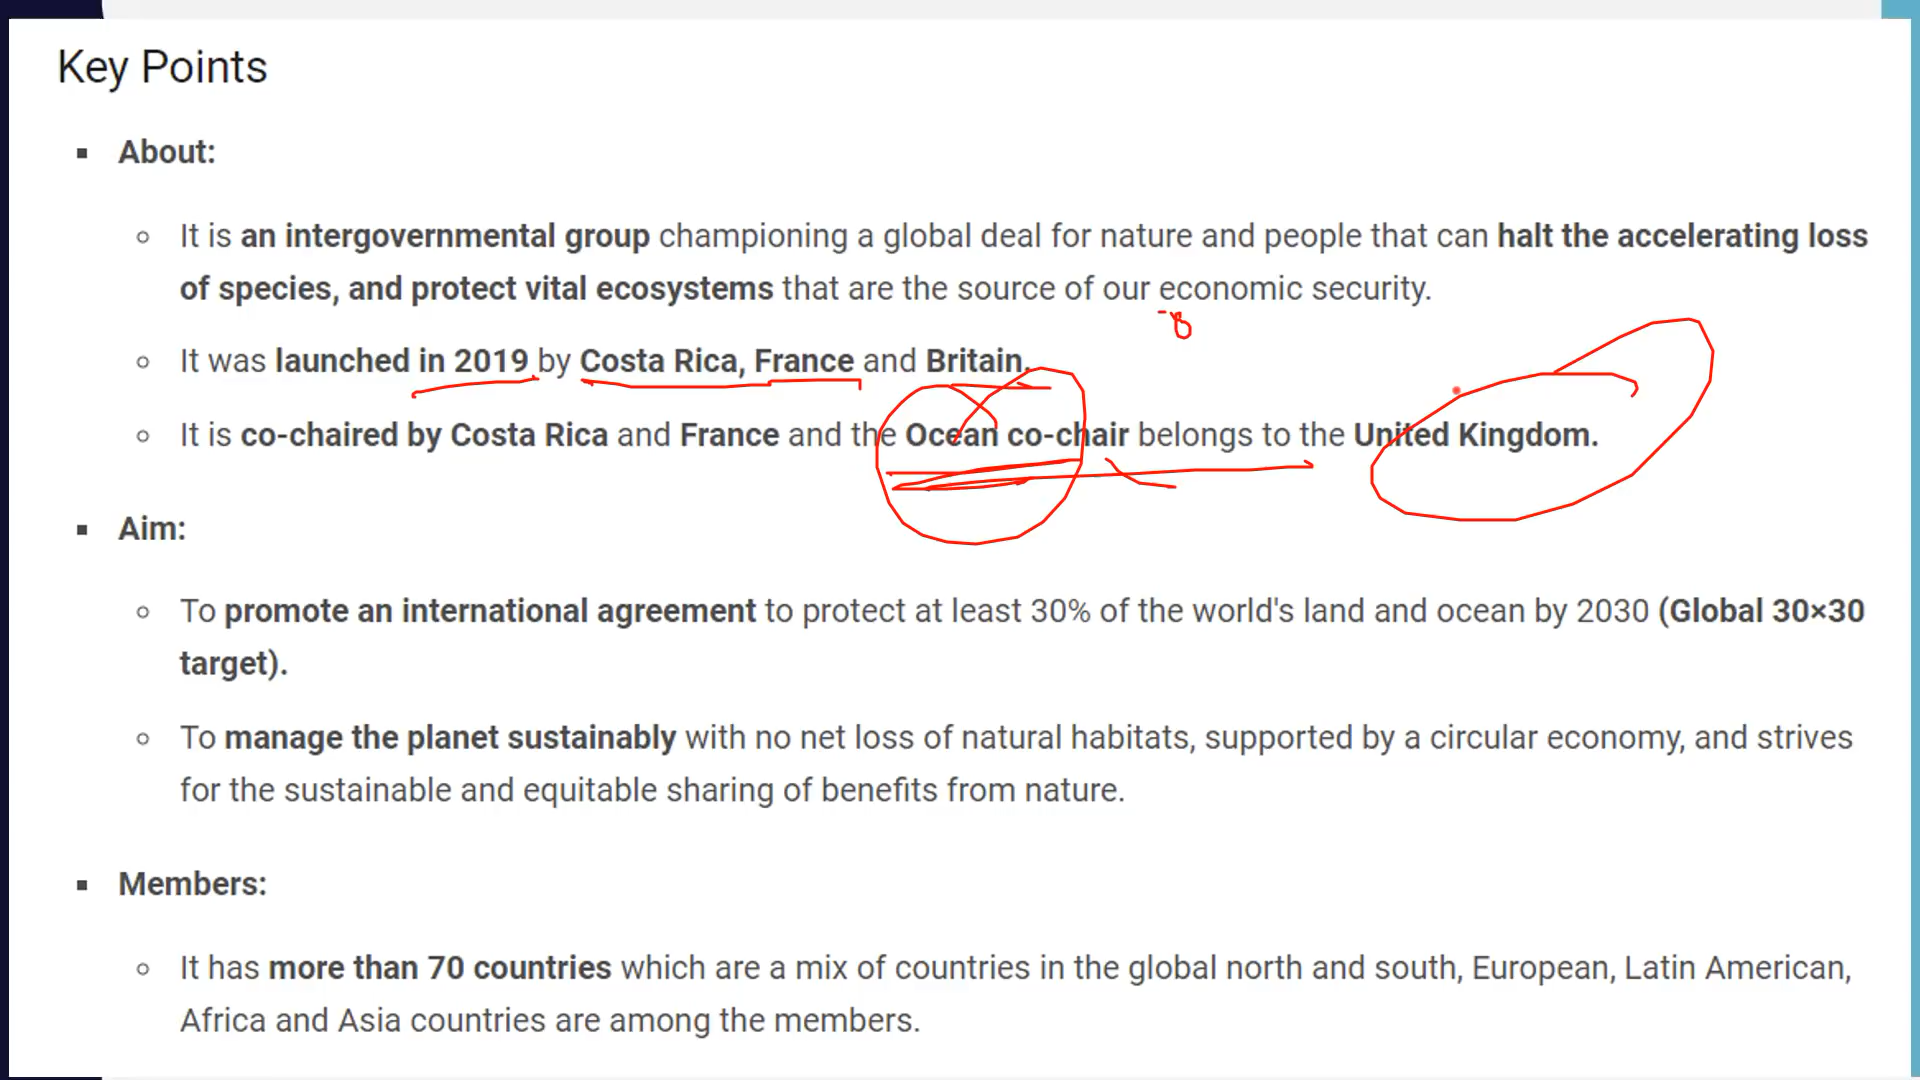 Key Points
About:
It is an intergovernmental group championing a global deal for nature and people that can halt the accelerating loss
of species, and protect vital ecosystems that are the source of our economic security.
It was launched in 2019 by Costa Rica, France and Britain.
It is co-chaired by Costa Rica and France and the Ocean co-chair belongs to the United Kingdom.
Aim:
To promote an international agreement to protect at least 30% of the world's land and ocean by 2030 (Global 30×30
target).
To manage the planet sustainably with no net loss of natural habitats, supported by a circular economy, and strives
for the sustainable and equitable sharing of benefits from nature.
Members:
It has more than 70 countries which are a mix of countries in the global north and south, European, Latin American,
Africa and Asia countries are among the members.